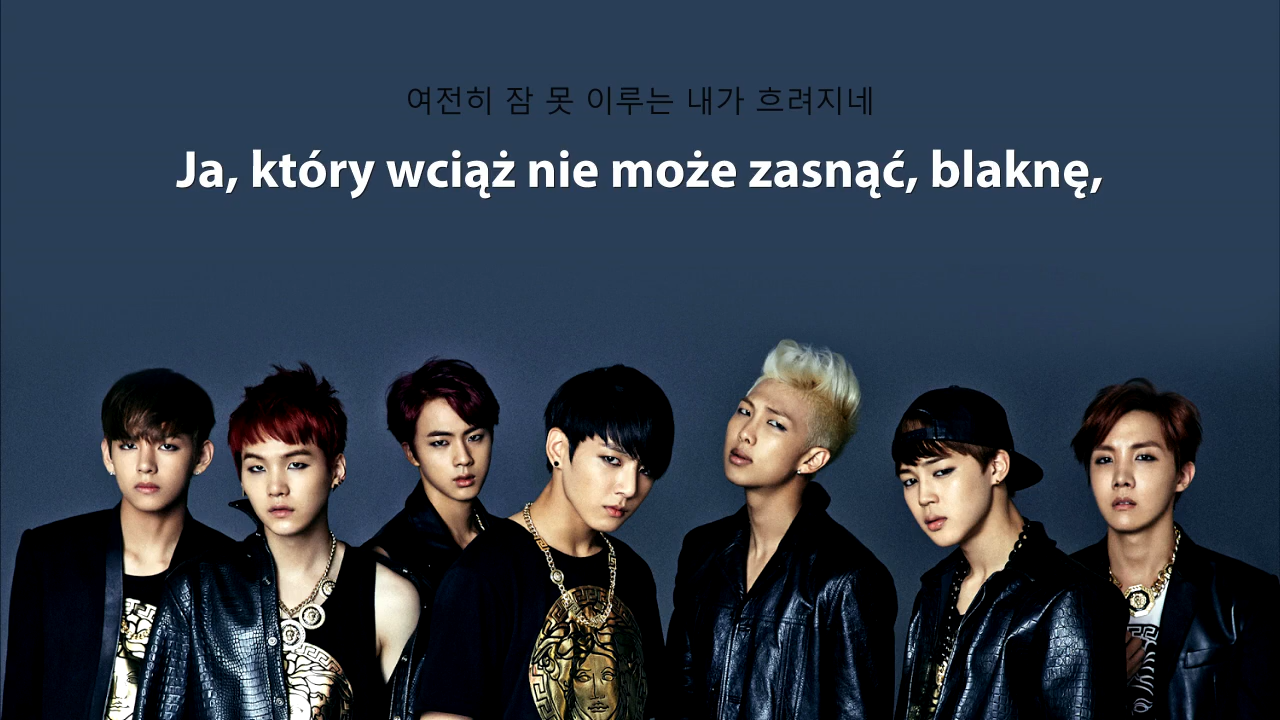 여전히 잠 못 이루는 내가 흐려지네
Ja, który wciąż nie może zasnąć, blaknę,